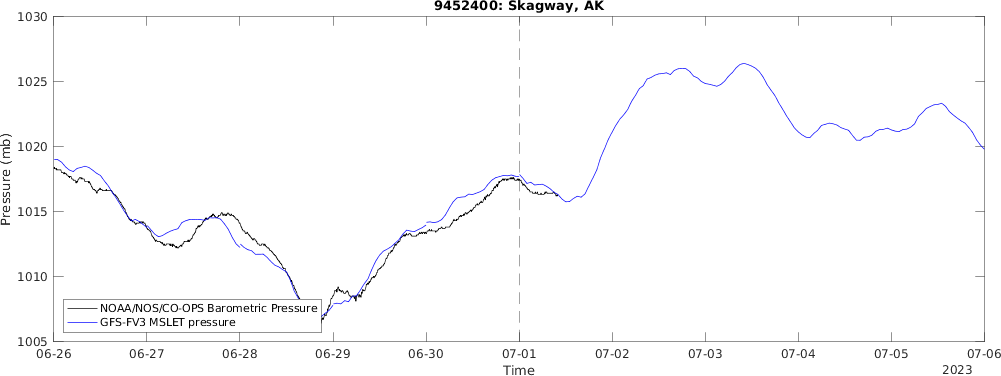 9452400: Skagway, AK
Pressure (mb)
1030
1025
1020
1015
1010
1005
NOAA/NOS/CO-OPS Barometric Pressure
GFS-FV3 MSLET pressure
06-26 06-27 06-28 06-29 06-30 07-01 07-02 07-03 07-04 07-05 07-06
Time
2023